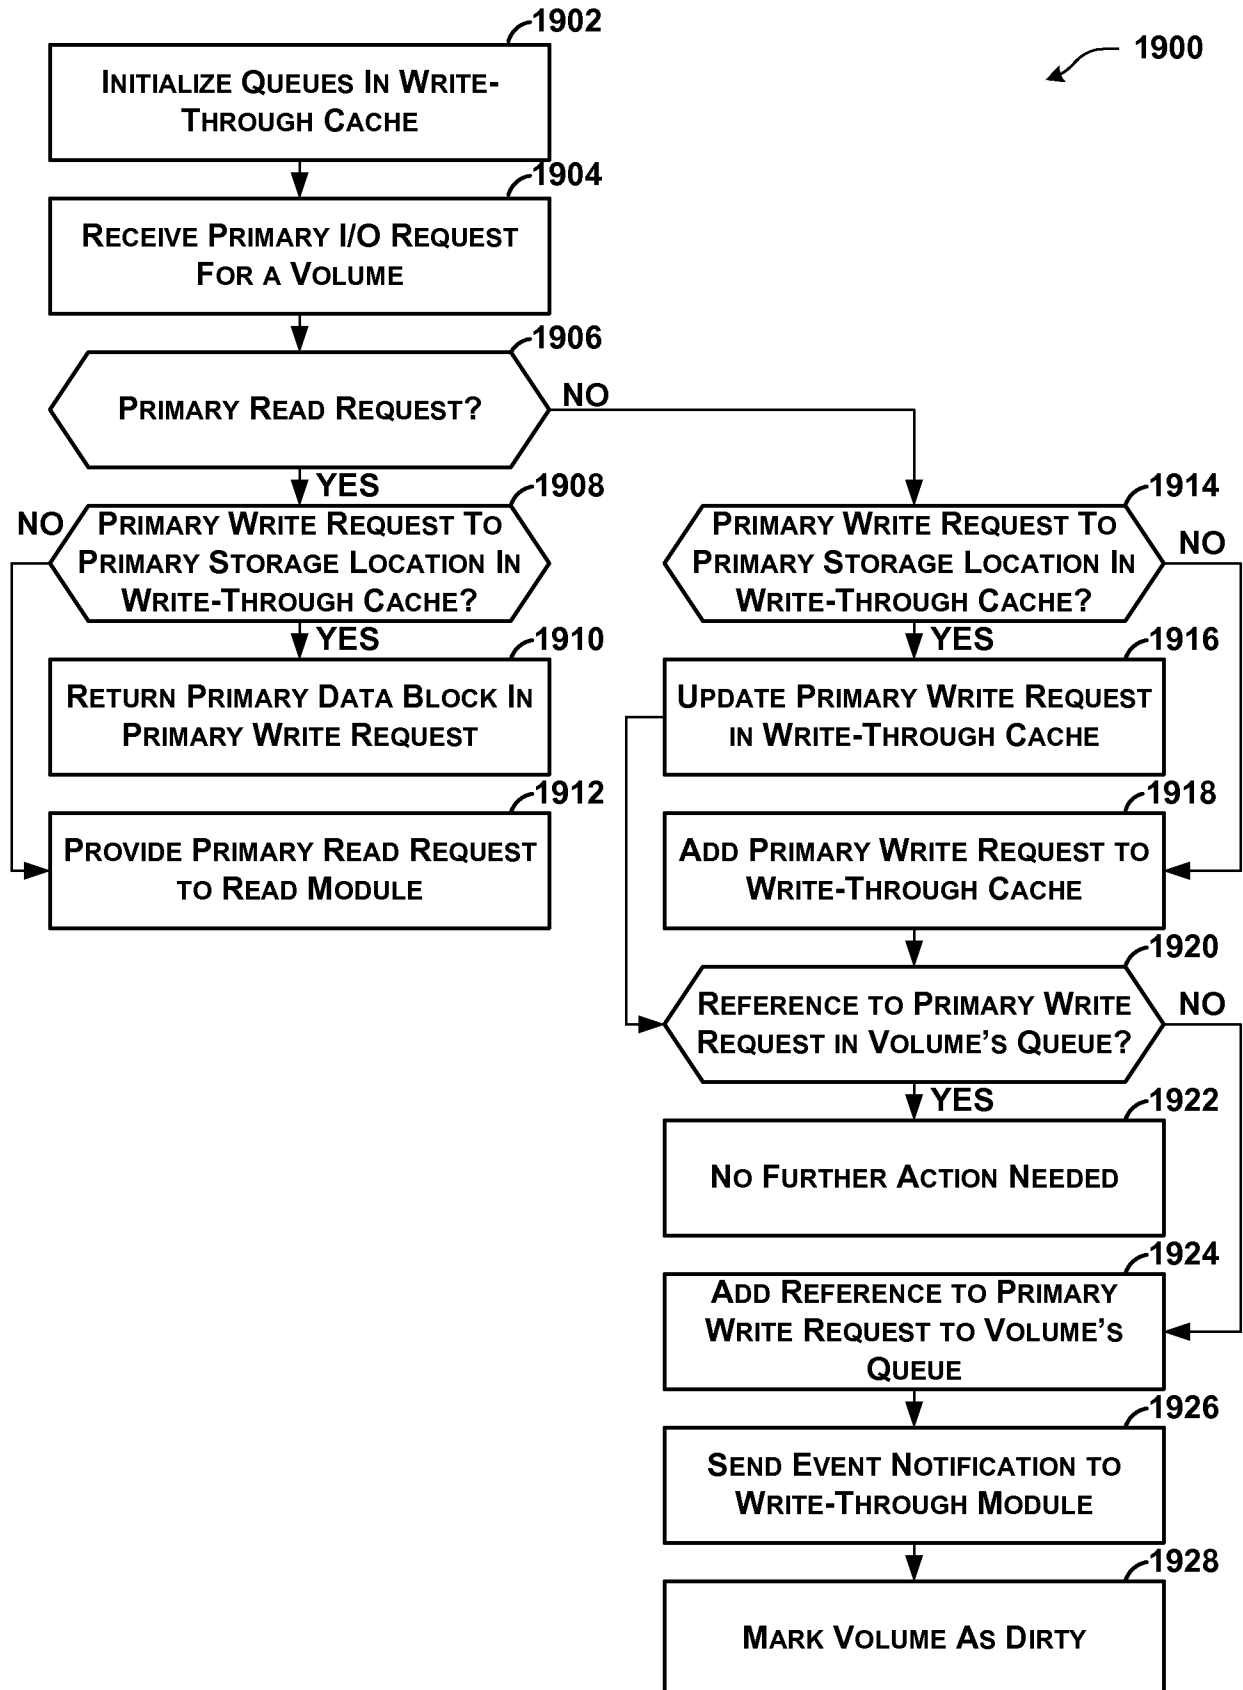 1902
1900
INITIALIZE QUEUES IN WRITE-
THROUGH CACHE
1904
RECEIVE PRIMARY I/O REQUEST
FOR A VOLUME
1906
PRIMARY READ REQUEST?
NO
YES
1908
NO
PRIMARY WRITE REQUEST TO
PRIMARY STORAGE LOCATION IN
WRITE-THROUGH CACHE?
YES
1910
RETURN PRIMARY DATA BLOCK IN
PRIMARY WRITE REQUEST
1912
PROVIDE PRIMARY READ REQUEST
TO READ MODULE
1914
PRIMARY WRITE REQUEST TO
PRIMARY STORAGE LOCATION IN
WRITE-THROUGH CACHE?
NO
YES
1916
UPDATE PRIMARY WRITE REQUEST
IN WRITE-THROUGH CACHE
1918
ADD PRIMARY WRITE REQUEST TO
WRITE-THROUGH CACHE
1920
REFERENCE TO PRIMARY WRITE
REQUEST IN VOLUME'S QUEUE?
NO
YES
1922
NO FURTHER ACTION NEEDED
1924
ADD REFERENCE TO PRIMARY
WRITE REQUEST TO VOLUME'S
QUEUE
1926
SEND EVENT NOTIFICATION TO
WRITE-THROUGH MODULE
1928
MARK VOLUME AS DIRTY